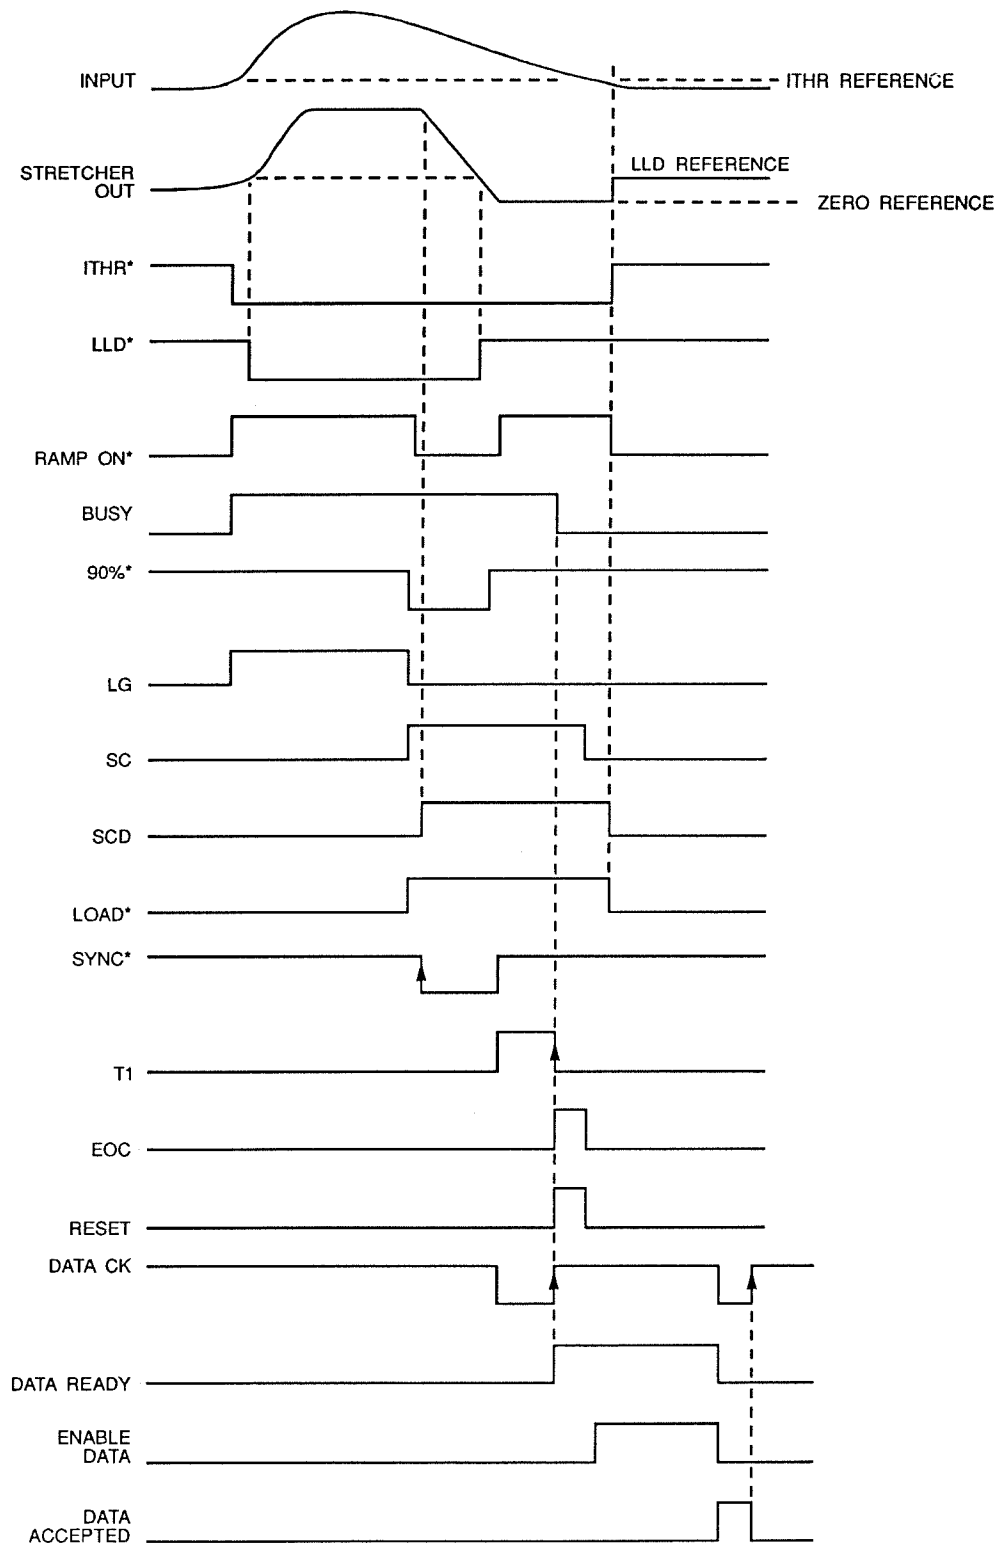 INPUT
ITHR REFERENCE
STRETCHER
OUT
LLD REFERENCE
ZERO REFERENCE
ITHR*
LLD*
RAMP ON*
BUSY
90%*
LG
SC
SCD
LOAD*
SYNC*
T1
EOC
RESET
DATA CK
DATA READY
ENABLE
DATA
DATA
ACCEPTED